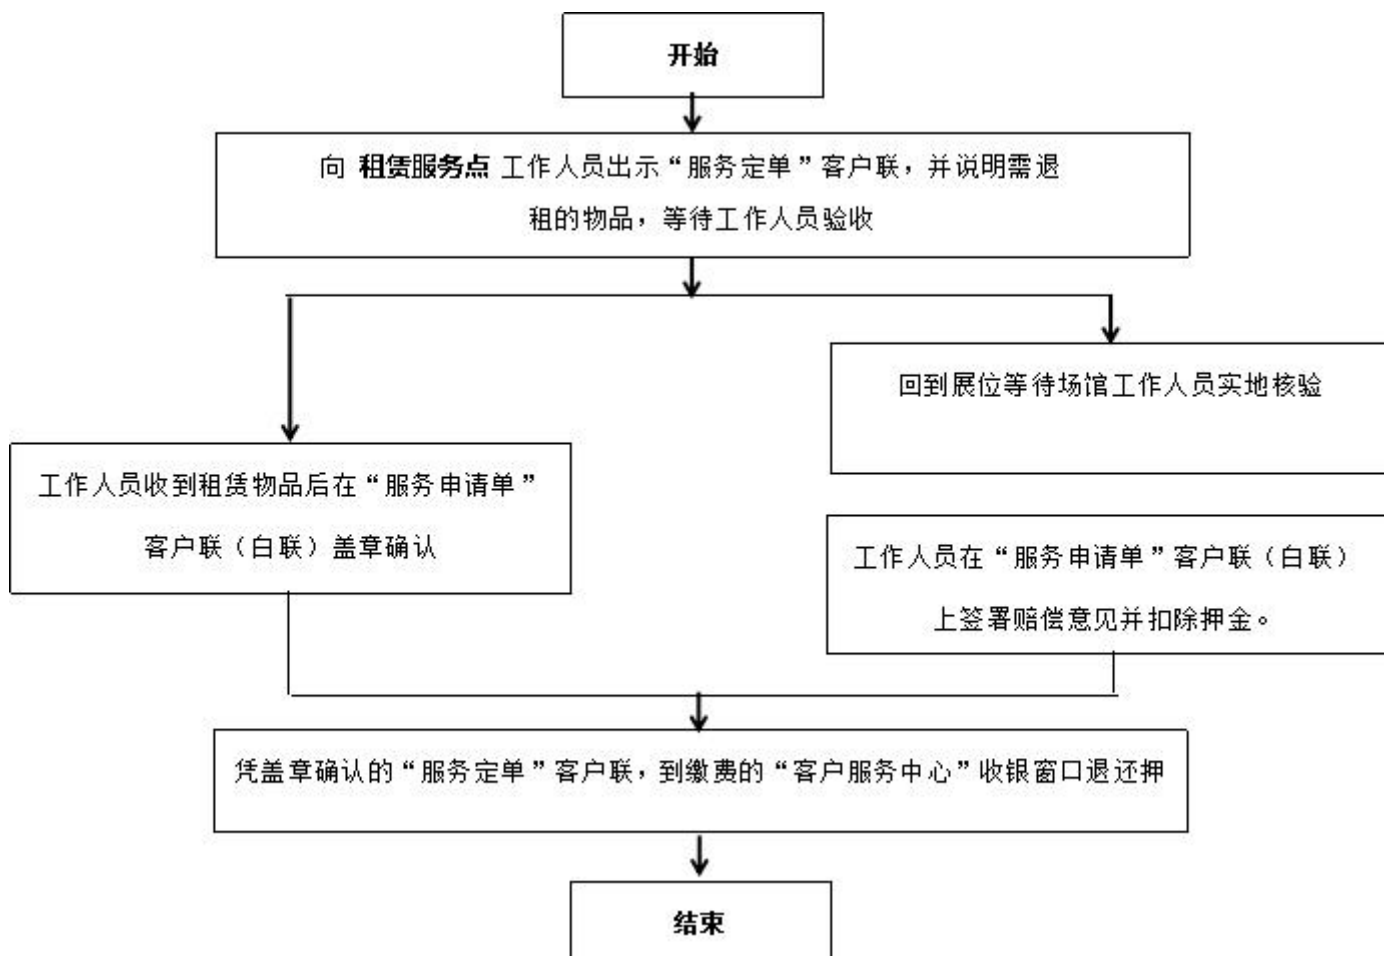 开始
向 租赁服务点 工作人员出示“服务定单”客户联，并说明需退
租的物品，等待工作人员验收
回到展位等待场馆工作人员实地核验
工作人员收到租赁物品后在“服务申请单”
客户联（白联）盖章确认
工作人员在“服务申请单”客户联（白联）
上签署赔偿意见并扣除押金。
凭盖章确认的“服务定单”客户联，到缴费的“客户服务中心”收银窗口退还押
结束